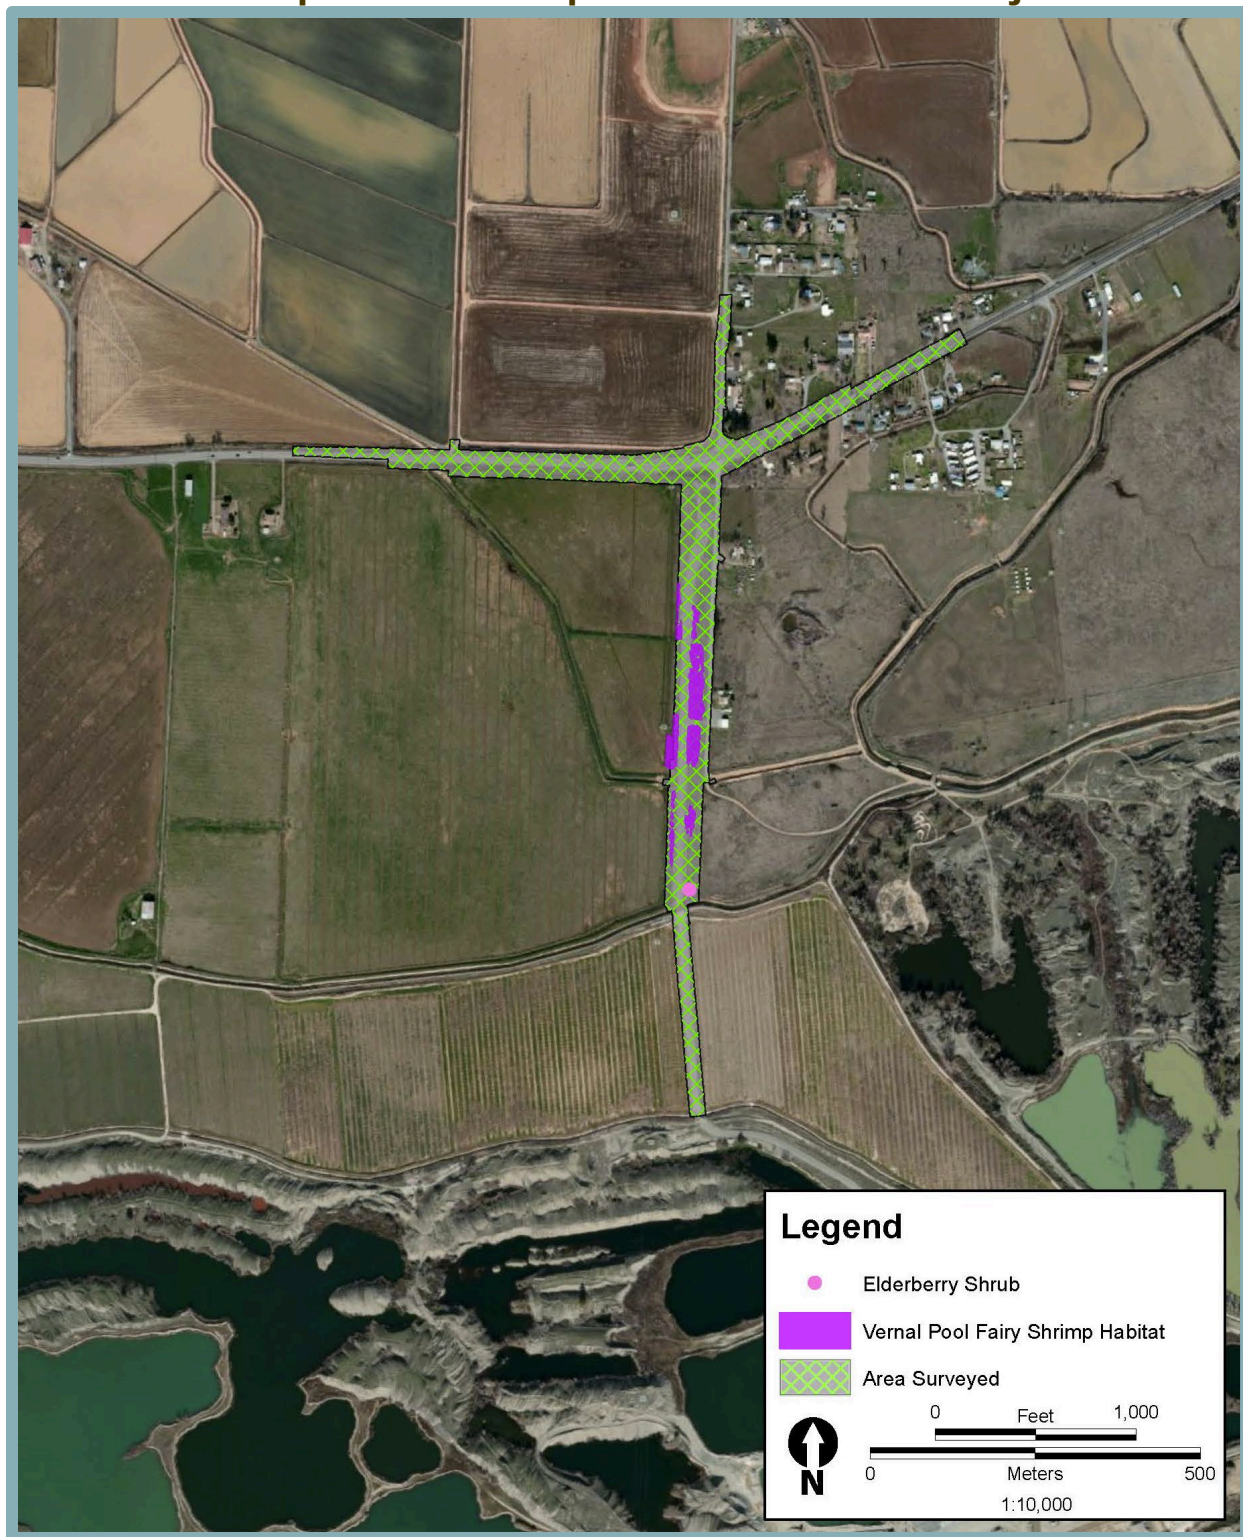 Legend
Elderberry Shrub
Vernal Pool Fairy Shrimp Habitat
Area Surveyed
0 Feet 1,000
N
0 Meters 500
1:10,000